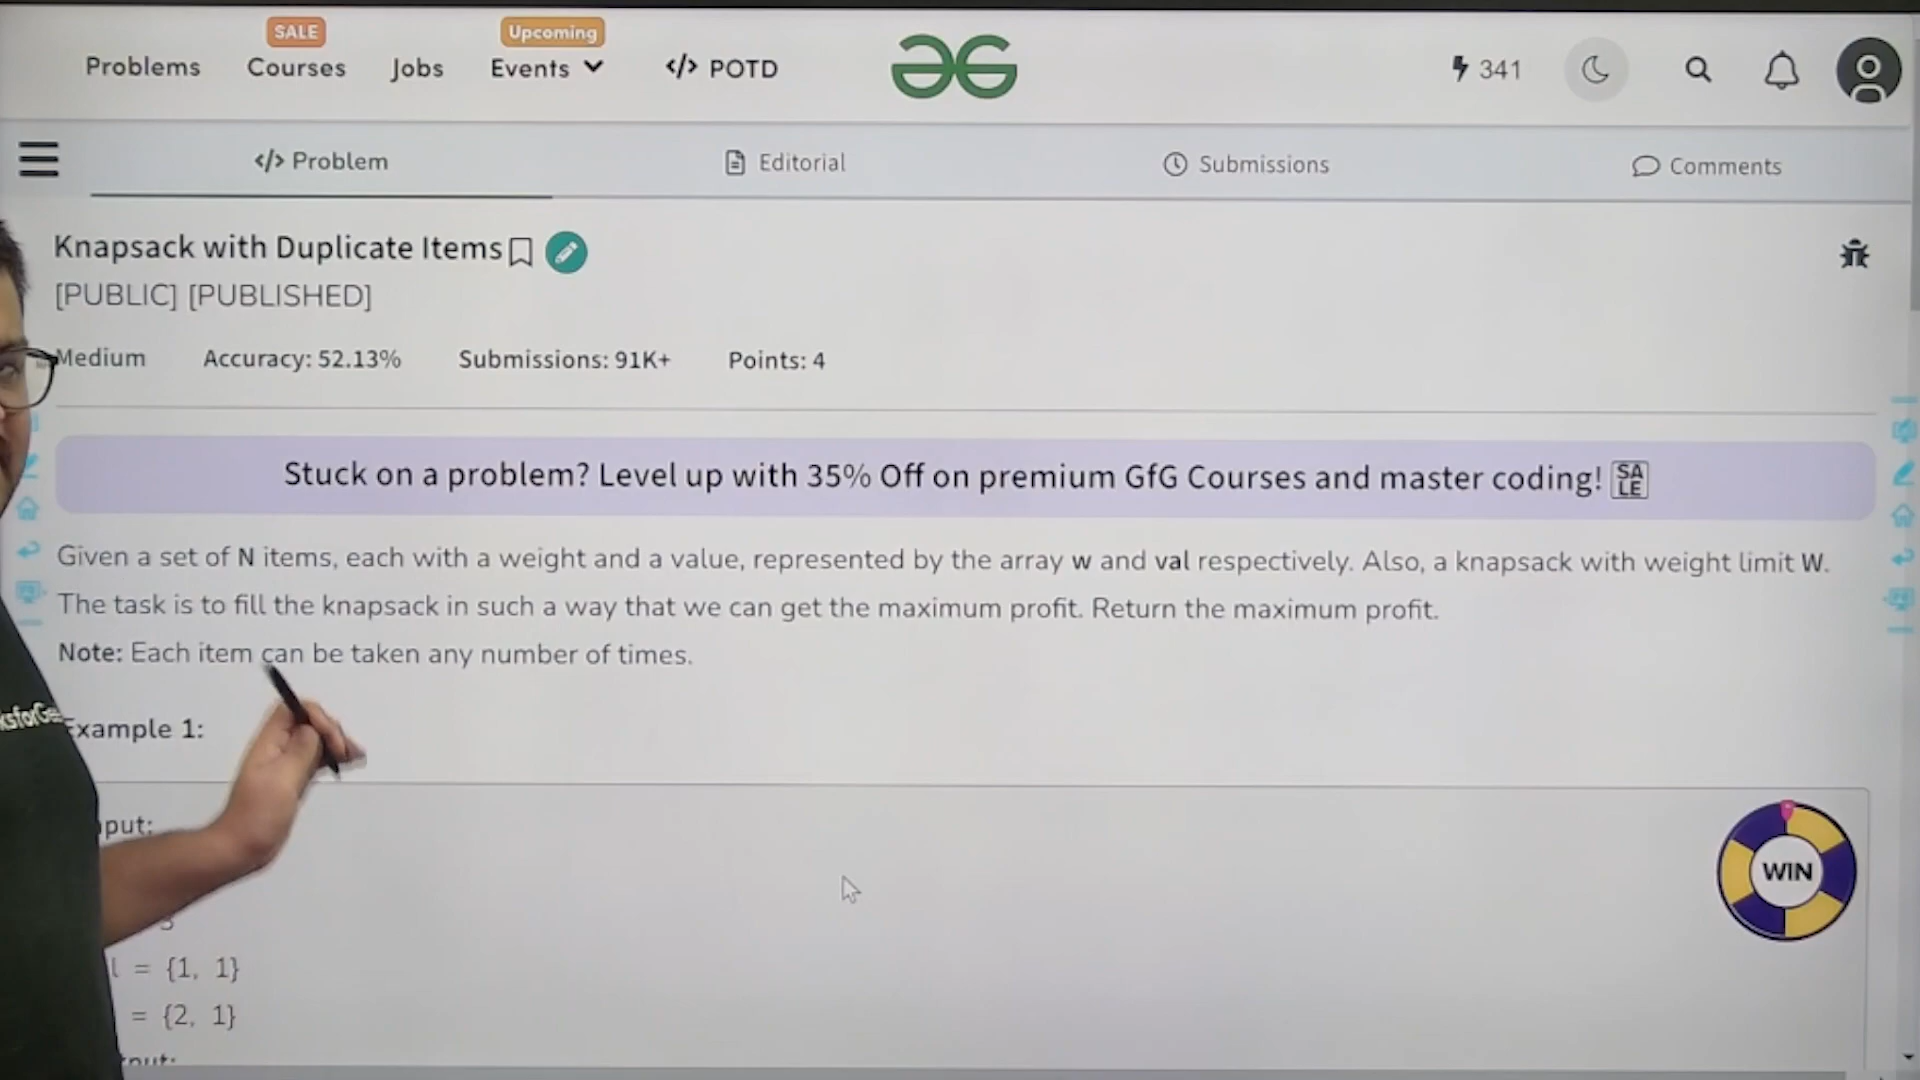 SALE
Upcoming
Problems Courses Jobs Events </> POTD 341
</> Problem Editorial Submissions Comments
Knapsack with Duplicate Items
[PUBLIC] [PUBLISHED]
Medium Accuracy: 52.13% Submissions: 91K+ Points: 4
Stuck on a problem? Level up with 35% Off on premium GfG Courses and master coding! SALE
Given a set of N items, each with a weight and a value, represented by the array w and val respectively. Also, a knapsack with weight limit W.
The task is to fill the knapsack in such a way that we can get the maximum profit. Return the maximum profit.
Note: Each item can be taken any number of times.
Example 1:
put:
WIN
3
l = {1, 1}
= {2, 1}